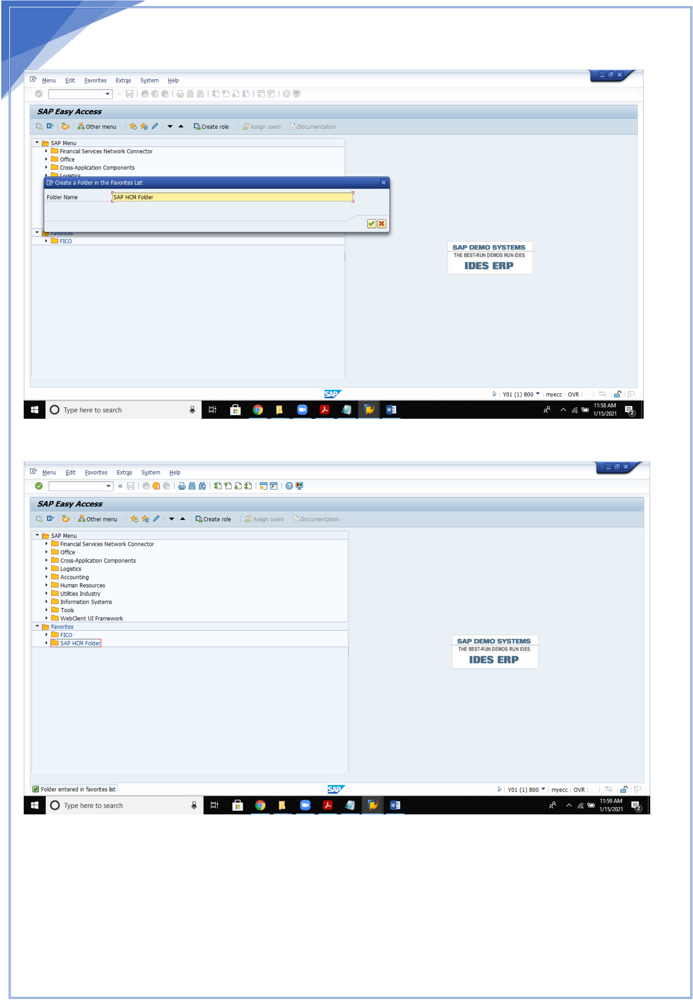 Menu Edit Favorites Extras System Help
SAP Easy Access
Other menu Create role Assign users Documentation
SAP Menu
Financial Services Network Connector
Office
Cross-Application Components
Logistics
Create a Folder in the Favorites List
Folder Name SAP HCM Folder
Favorites
FICO
SAP DEMO SYSTEMS
THE BEST-RUN DEMOS RUN IDES
IDES ERP
SAP
Y01 (1) 800 myecc OVR
Type here to search
11:58 AM
1/15/2021
2
Menu Edit Favorites Extras System Help
SAP Easy Access
Other menu Create role Assign users Documentation
SAP Menu
Financial Services Network Connector
Office
Cross-Application Components
Logistics
Accounting
Human Resources
Utilities Industry
Information Systems
Tools
WebClient UI Framework
Favorites
FICO
SAP HCM Folder
SAP DEMO SYSTEMS
THE BEST-RUN DEMOS RUN IDES
IDES ERP
Folder entered in favorites list
SAP
Y01 (1) 800 myecc OVR
Type here to search
11:59 AM
1/15/2021
2